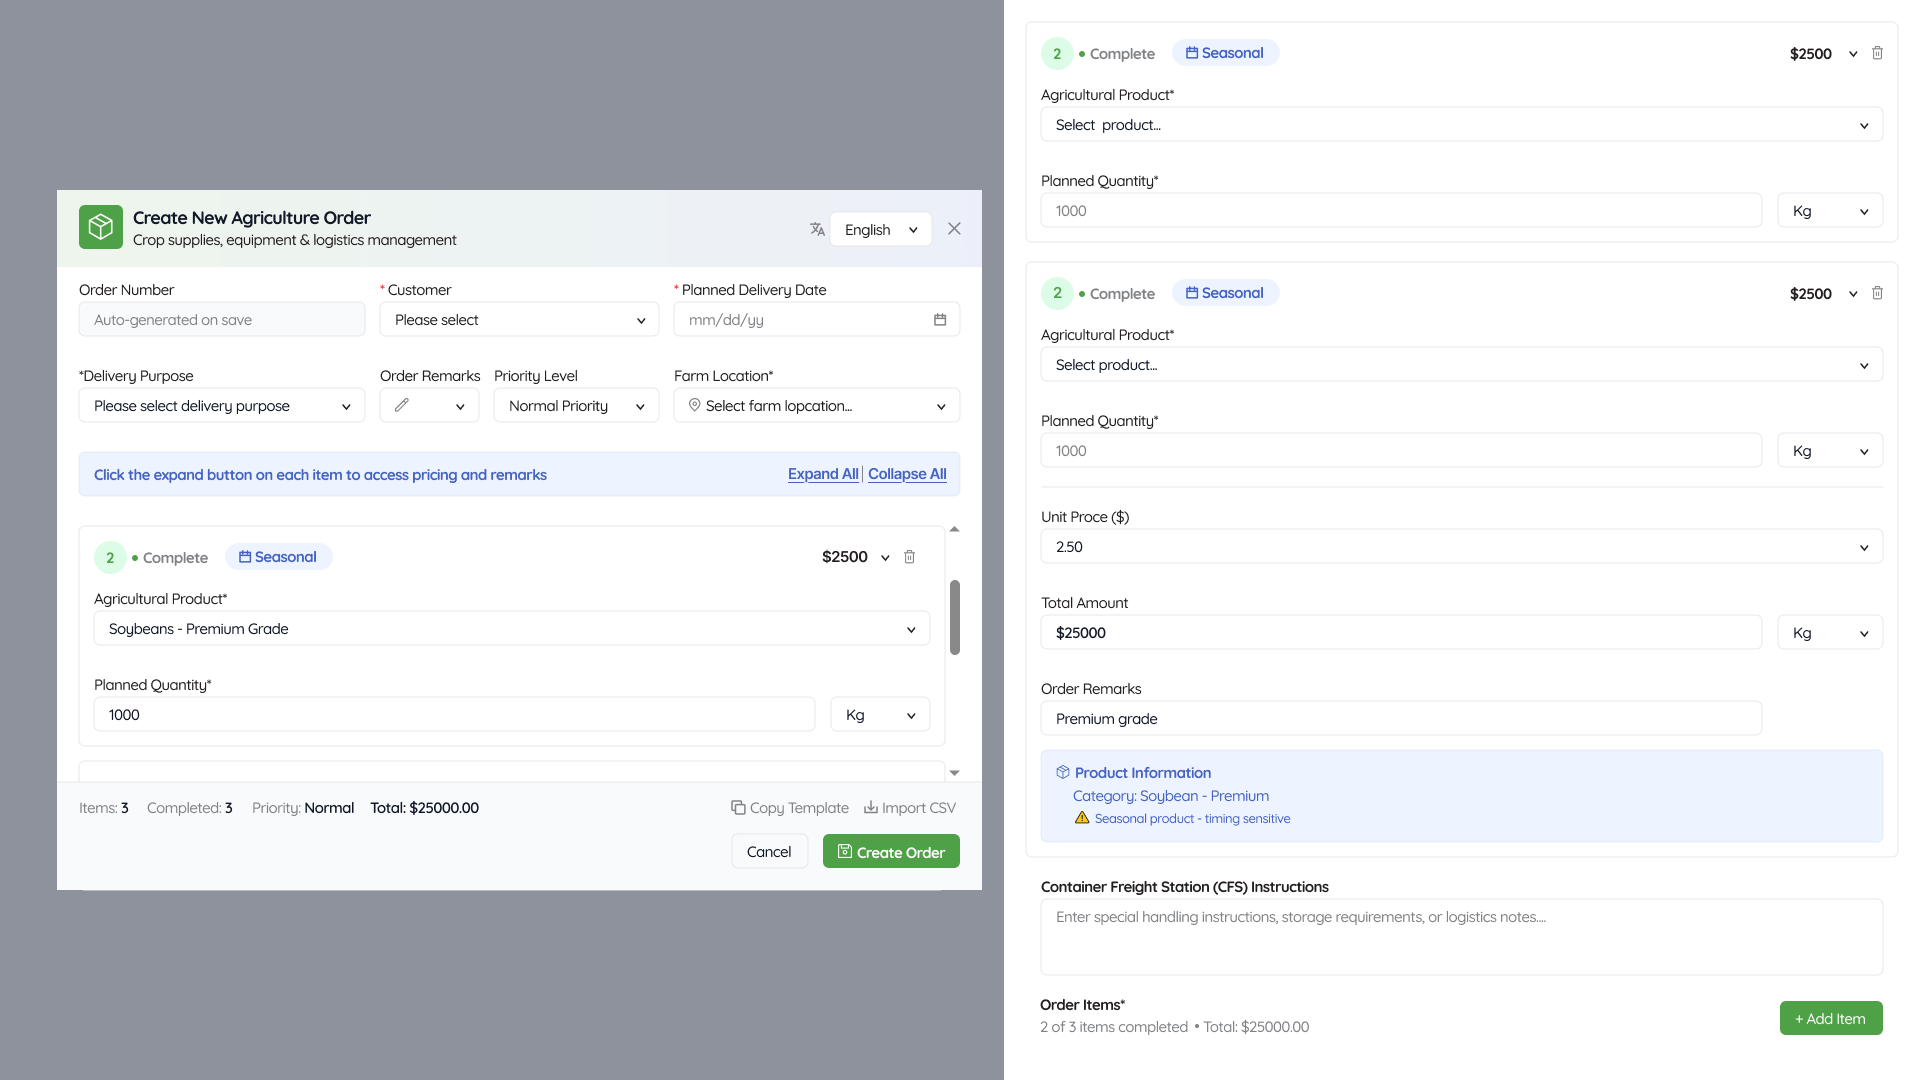 Create New Agriculture Order
Crop supplies, equipment & logistics management
English
Order Number
* Customer
* Planned Delivery Date
Auto-generated on save
Please select
mm/dd/yy
*Delivery Purpose
Order Remarks
Priority Level
Farm Location*
Please select delivery purpose
Normal Priority
Select farm lopcation...
Click the expand button on each item to access pricing and remarks
Expand All | Collapse All
2 • Complete
Seasonal
$2500
Agricultural Product*
Soybeans - Premium Grade
Planned Quantity*
1000
Kg
Items: 3
Completed: 3
Priority: Normal
Total: $25000.00
Copy Template
Import CSV
Cancel
Create Order
2 • Complete
Seasonal
$2500
Agricultural Product*
Select product...
Planned Quantity*
1000
Kg
2 • Complete
Seasonal
$2500
Agricultural Product*
Select product...
Planned Quantity*
1000
Kg
Unit Proce ($)
2.50
Total Amount
$25000
Kg
Order Remarks
Premium grade
Product Information
Category: Soybean - Premium
Seasonal product - timing sensitive
Container Freight Station (CFS) Instructions
Enter special handling instructions, storage requirements, or logistics notes....
Order Items*
2 of 3 items completed • Total: $25000.00
+ Add Item